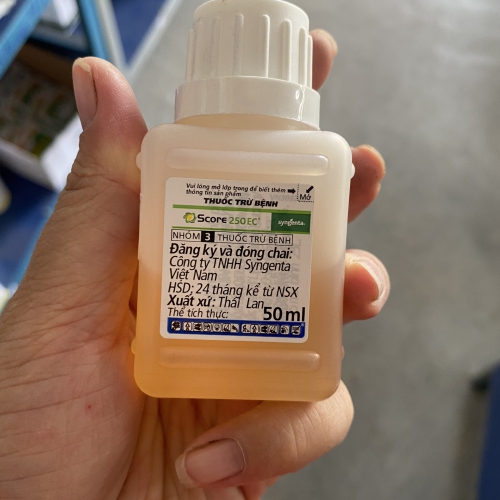 Vui lòng mở lớp trong để biết thêm
thông tin sản phẩm
Mở
THUỐC TRỪ BỆNH
Score 250EC
syngenta
NHÓM 3 THUỐC TRỪ BỆNH
Đăng ký và đóng chai:
Công ty TNHH Syngenta
Việt Nam
HSD; 24 tháng kể từ NSX
Xuất xứ: Thái Lan
Thể tích thực: 50 ml